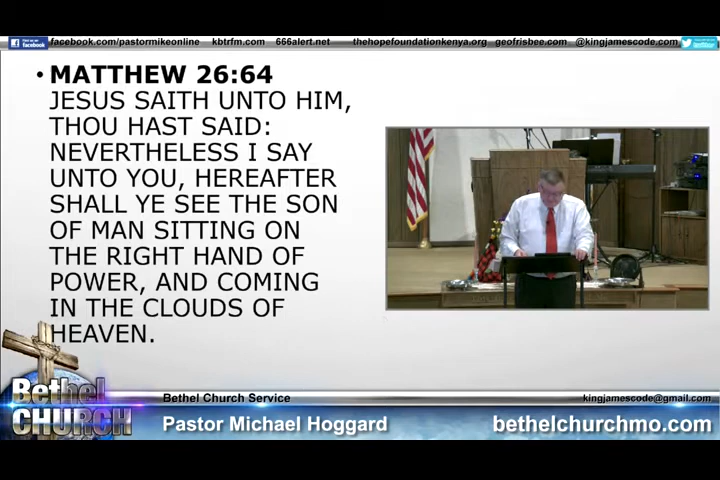 facebook.com/pastormikeonline kbtrfm.com 666alert.net thehopefoundationkenya.org geofrisbee.com @kingjamescode.com
• MATTHEW 26:64
JESUS SAITH UNTO HIM,
THOU HAST SAID:
NEVERTHELESS I SAY
UNTO YOU, HEREAFTER
SHALL YE SEE THE SON
OF MAN SITTING ON
THE RIGHT HAND OF
POWER, AND COMING
IN THE CLOUDS OF
HEAVEN.
Bethel
CHURCH
Bethel Church Service kingjamescode@gmail.com
Pastor Michael Hoggard bethelchurchmo.com